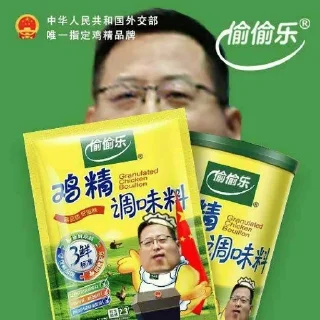 中华人民共和国外交部
唯一指定鸡精品牌
偷偷乐®
偷偷乐
Granulated
Chicken
Bouillon
鸡精
调味料
3鲜
偷偷乐
Granulated
Chicken
Bouillon
精
调味料